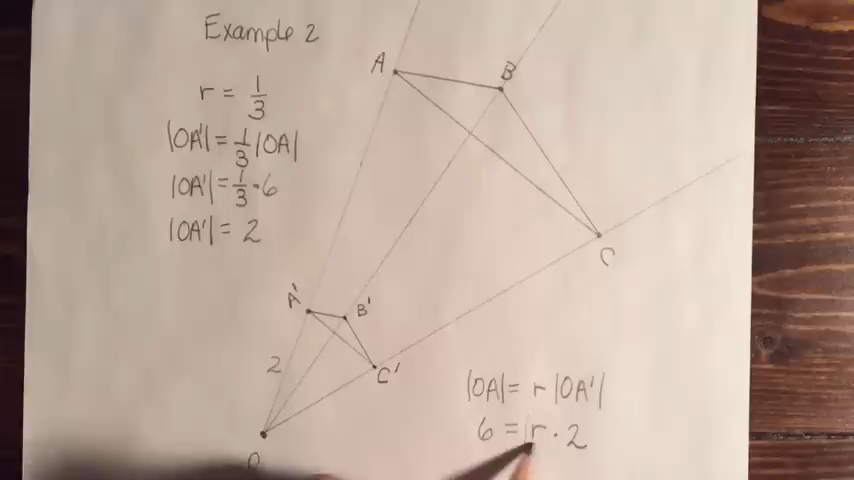 Example 2
r = 1/3
|OA'| = 1/3 |OA|
|OA'| = 1/3 · 6
|OA'| = 2
A
B
C
A'
B'
C'
2
O
|OA| = r |OA'|
6 = r · 2